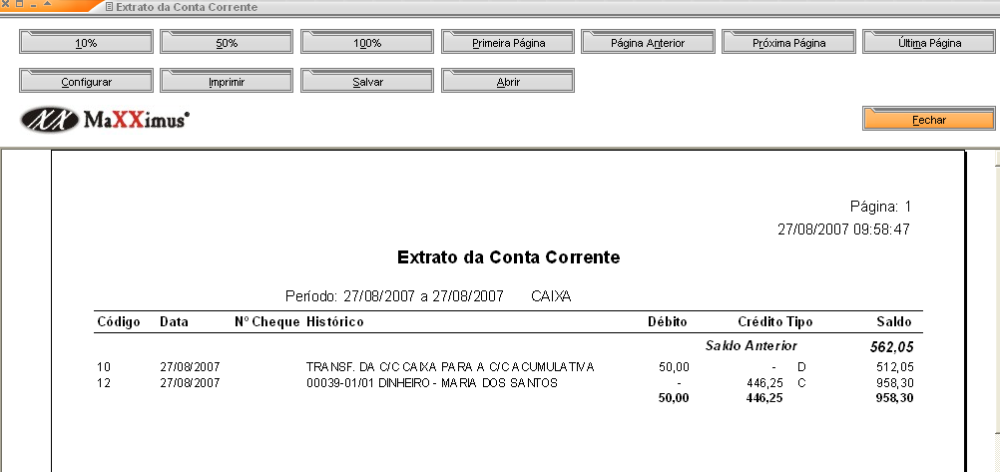 Extrato da Conta Corrente
10% 50% 100% Primeira Página Página Anterior Próxima Página Última Página
Configurar Imprimir Salvar Abrir
XX MaXXimus
Fechar
Página: 1
27/08/2007 09:58:47
Extrato da Conta Corrente
Período: 27/08/2007 a 27/08/2007 CAIXA
Código Data Nº Cheque Histórico Débito Crédito Tipo Saldo
Saldo Anterior 562,05
10 27/08/2007 TRANSF. DA C/C CAIXA PARA A C/C ACUMULATIVA 50,00 - D 512,05
12 27/08/2007 00039-01/01 DINHEIRO - MARIA DOS SANTOS - 446,25 C 958,30
50,00 446,25 958,30